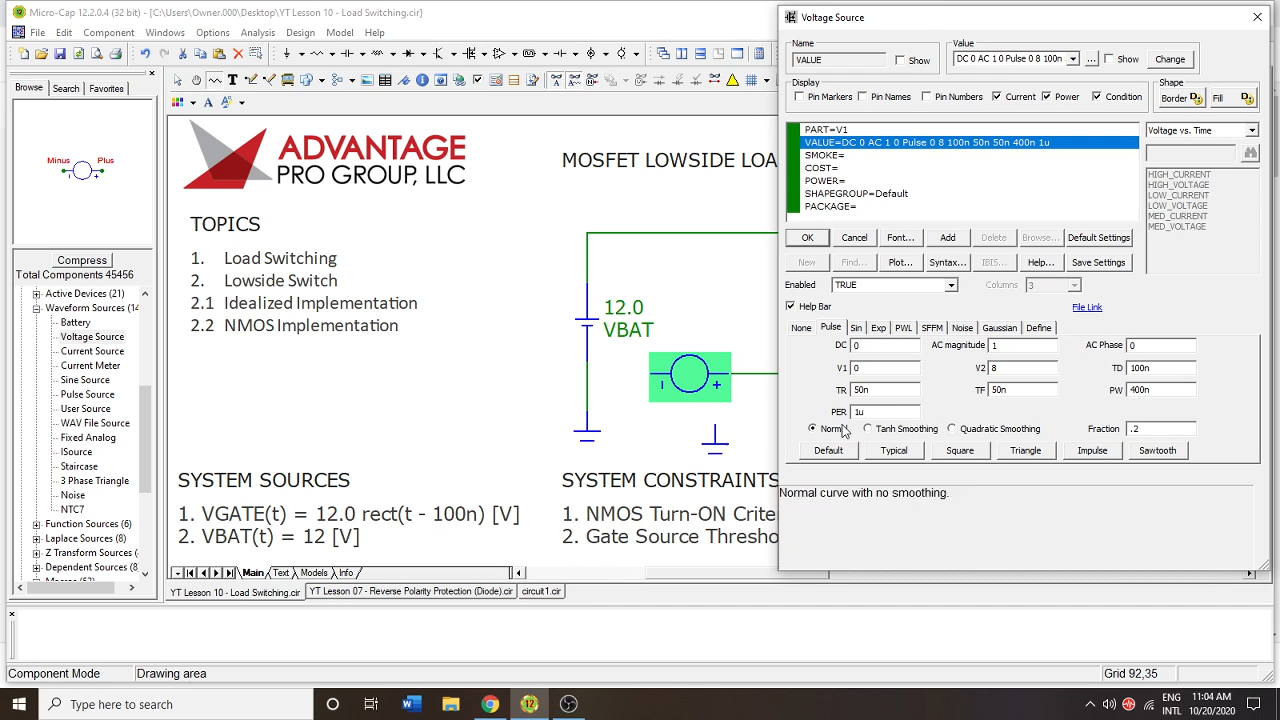 Micro-Cap 12.2.0.4 (32 bit) - [C:\Users\Owner.000\Desktop\YT Lesson 10 - Load Switching.cir]
File Edit Component Windows Options Analysis Design Model Help
Browse Search Favorites
Minus Plus
Compress
Total Components 45456
Active Devices (21)
Waveform Sources (14
Battery
Voltage Source
Current Source
Current Meter
Sine Source
Pulse Source
User Source
WAV File Source
Fixed Analog
ISource
Staircase
3 Phase Triangle
Noise
NTC7
Function Sources (6)
Laplace Sources (8)
Z Transform Sources (
ADVANTAGE
PRO GROUP, LLC
MOSFET LOWSIDE LOA
TOPICS
1. Load Switching
2. Lowside Switch
2.1 Idealized Implementation
2.2 NMOS Implementation
12.0
VBAT
SYSTEM SOURCES
1. VGATE(t) = 12.0 rect(t - 100n) [V]
2. VBAT(t) = 12 [V]
SYSTEM CONSTRAINTS
1. NMOS Turn-ON Crite
2. Gate Source Thresho
Main Text Models Info
YT Lesson 10 - Load Switching.cir YT Lesson 07 - Reverse Polarity Protection (Diode).cir circuit1.cir
Component Mode Drawing area Grid 92,35
Voltage Source
Name
VALUE Show
Value
DC 0 AC 1 0 Pulse 0 8 100n ... Show Change
Display
Pin Markers Pin Names Pin Numbers Current Power Condition
Shape
Border Fill
PART=V1
VALUE=DC 0 AC 1 0 Pulse 0 8 100n 50n 50n 400n 1u
SMOKE=
COST=
POWER=
SHAPEGROUP=Default
PACKAGE=
Voltage vs. Time
HIGH_CURRENT
HIGH_VOLTAGE
LOW_CURRENT
LOW_VOLTAGE
MED_CURRENT
MED_VOLTAGE
OK Cancel Font... Add Delete Browse... Default Settings
New Find... Plot... Syntax... IBIS... Help... Save Settings
Enabled TRUE Columns 3
Help Bar File Link
None Pulse Sin Exp PWL SFFM Noise Gaussian Define
DC 0 AC magnitude 1 AC Phase 0
V1 0 V2 8 TD 100n
TR 50n TF 50n PW 400n
PER 1u
Normal Tanh Smoothing Quadratic Smoothing Fraction .2
Default Typical Square Triangle Impulse Sawtooth
Normal curve with no smoothing.
Type here to search
ENG
INTL
11:04 AM
10/20/2020